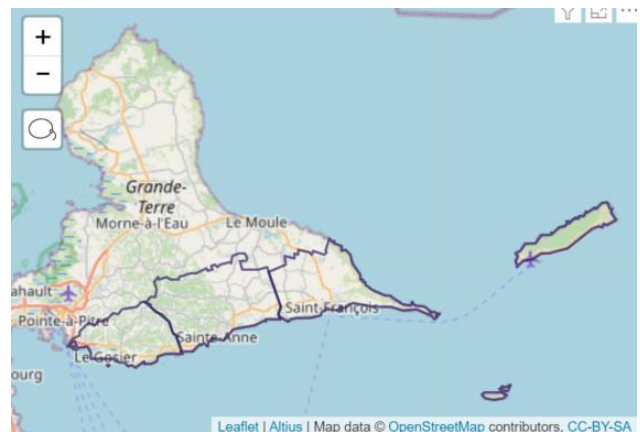 +
−
Grande-
Terre
Morne-à-l'Eau
Le Moule
ahault
Pointe-à-Pitre
Saint-François
Sainte-Anne
Le Gosier
ourg
Leaflet | Altius | Map data © OpenStreetMap contributors, CC-BY-SA